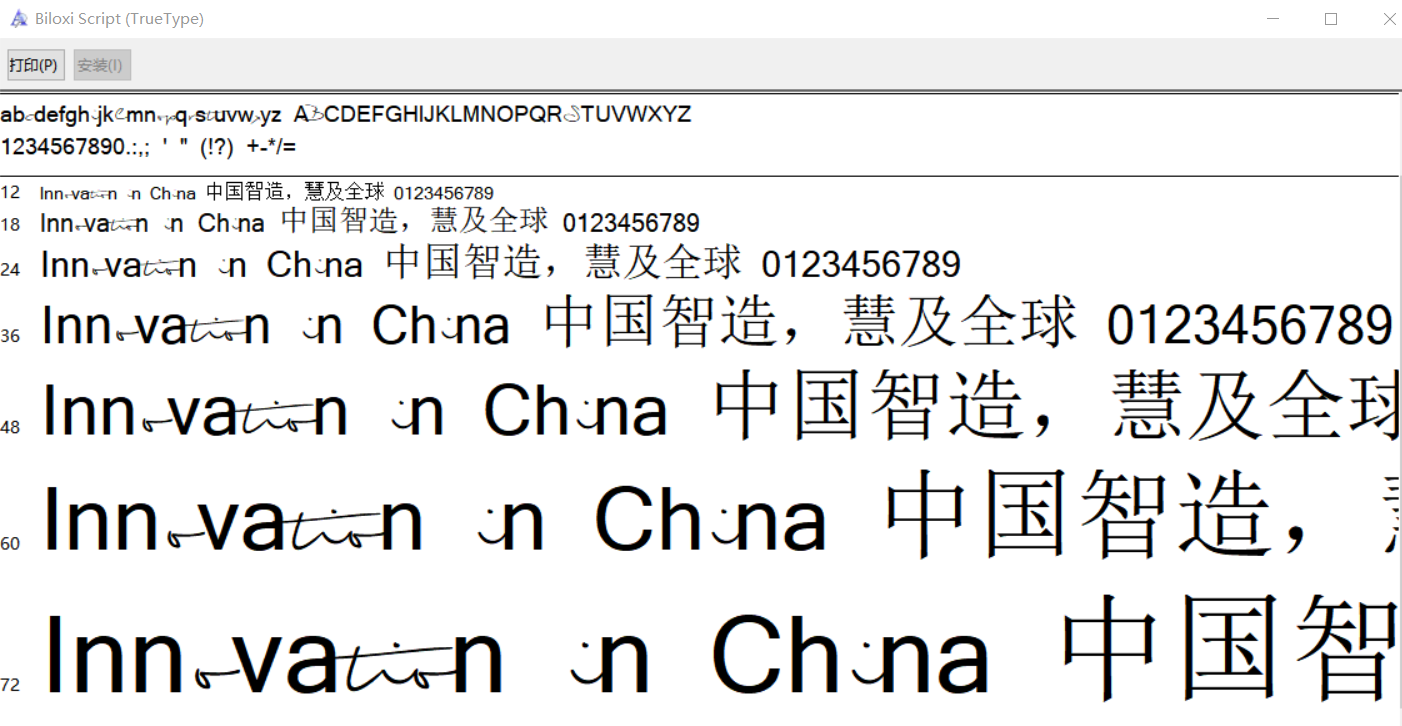 Biloxi Script (TrueType)
打印(P) 安装(I)
abcdefghijklmnopqrstuvwxyz ABCDEFGHIJKLMNOPQRSTUVWXYZ
1234567890.:,; ' " (!?) +-*/=
12 Innovation in China 中国智造，慧及全球 0123456789
18 Innovation in China 中国智造，慧及全球 0123456789
24 Innovation in China 中国智造，慧及全球 0123456789
36 Innovation in China 中国智造，慧及全球 0123456789
48 Innovation in China 中国智造，慧及全球
60 Innovation in China 中国智造，
72 Innovation in China 中国智